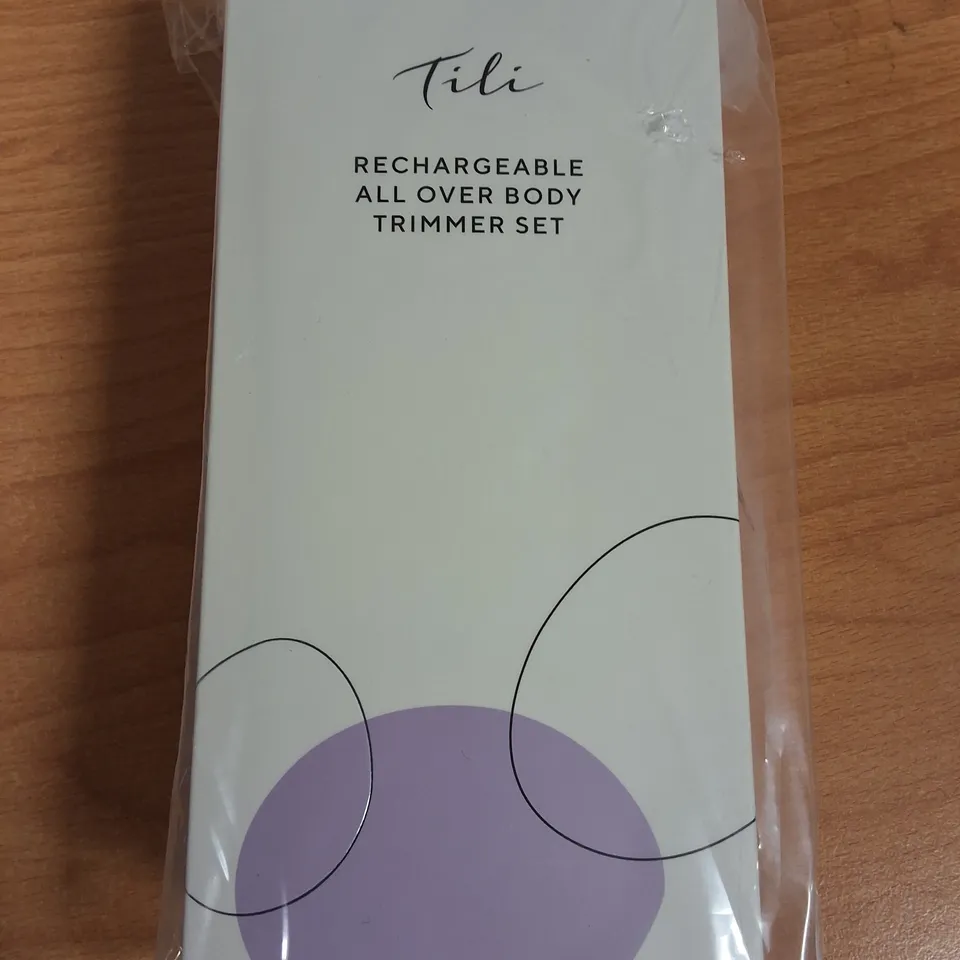 Tili
RECHARGEABLE
ALL OVER BODY
TRIMMER SET